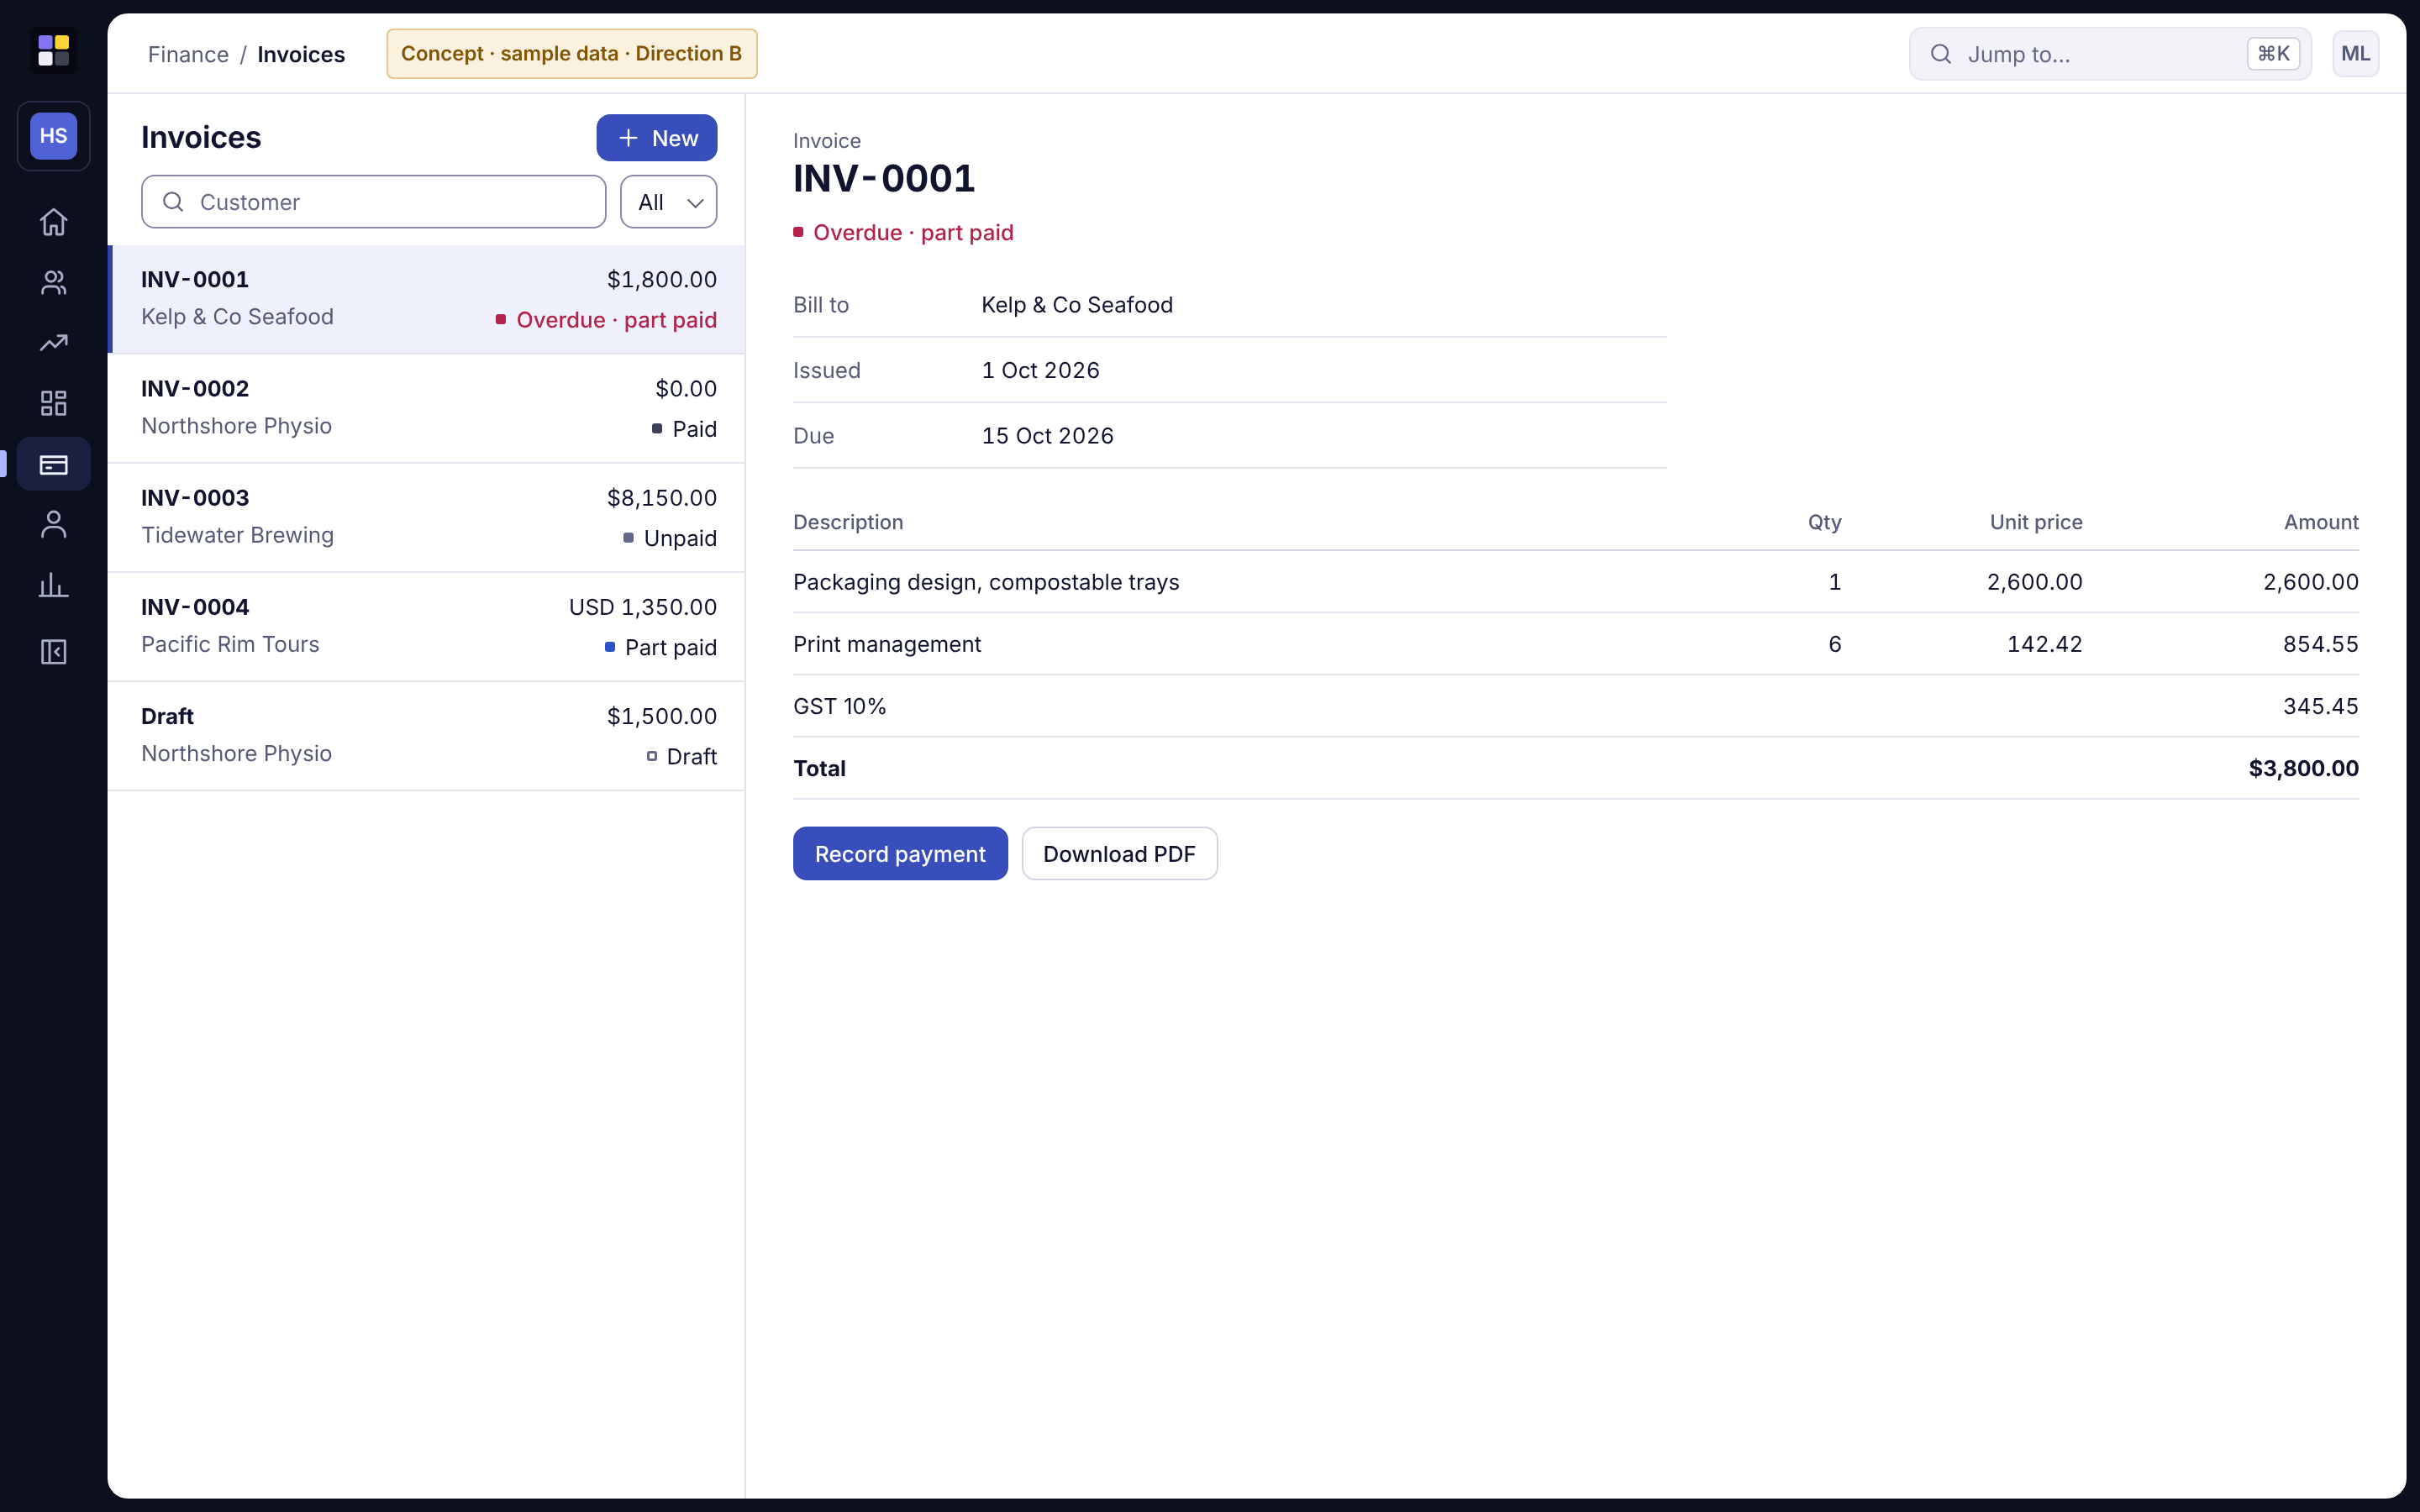 Finance / Invoices
Concept · sample data · Direction B
Jump to...
⌘K
ML
HS
Invoices
New
Customer
All
INV-0001
$1,800.00
Kelp & Co Seafood
Overdue · part paid
INV-0002
$0.00
Northshore Physio
Paid
INV-0003
$8,150.00
Tidewater Brewing
Unpaid
INV-0004
USD 1,350.00
Pacific Rim Tours
Part paid
Draft
$1,500.00
Northshore Physio
Draft
Invoice
INV-0001
Overdue · part paid
Bill to Kelp & Co Seafood
Issued 1 Oct 2026
Due 15 Oct 2026
Description Qty Unit price Amount
Packaging design, compostable trays 1 2,600.00 2,600.00
Print management 6 142.42 854.55
GST 10% 345.45
Total $3,800.00
Record payment
Download PDF